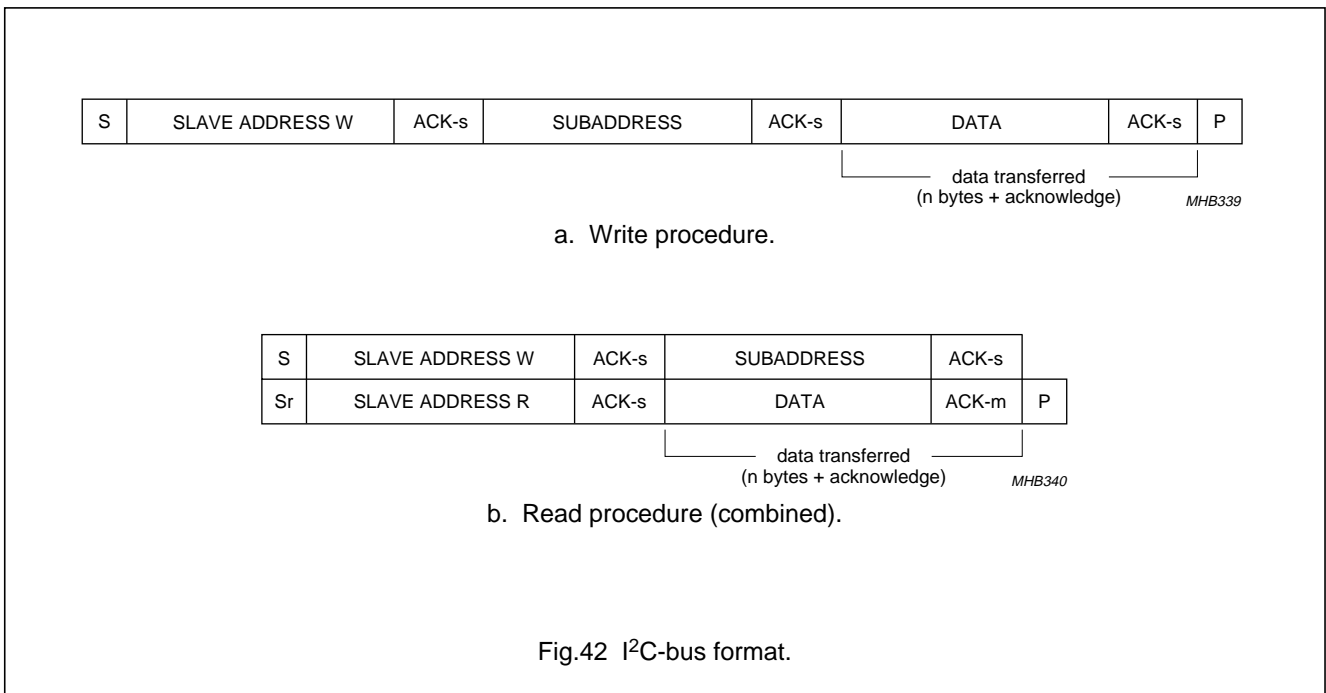 S SLAVE ADDRESS W ACK-s SUBADDRESS ACK-s DATA ACK-s P
data transferred
(n bytes + acknowledge)
MHB339
a. Write procedure.
S SLAVE ADDRESS W ACK-s SUBADDRESS ACK-s
Sr SLAVE ADDRESS R ACK-s DATA ACK-m P
data transferred
(n bytes + acknowledge)
MHB340
b. Read procedure (combined).
Fig.42 I²C-bus format.